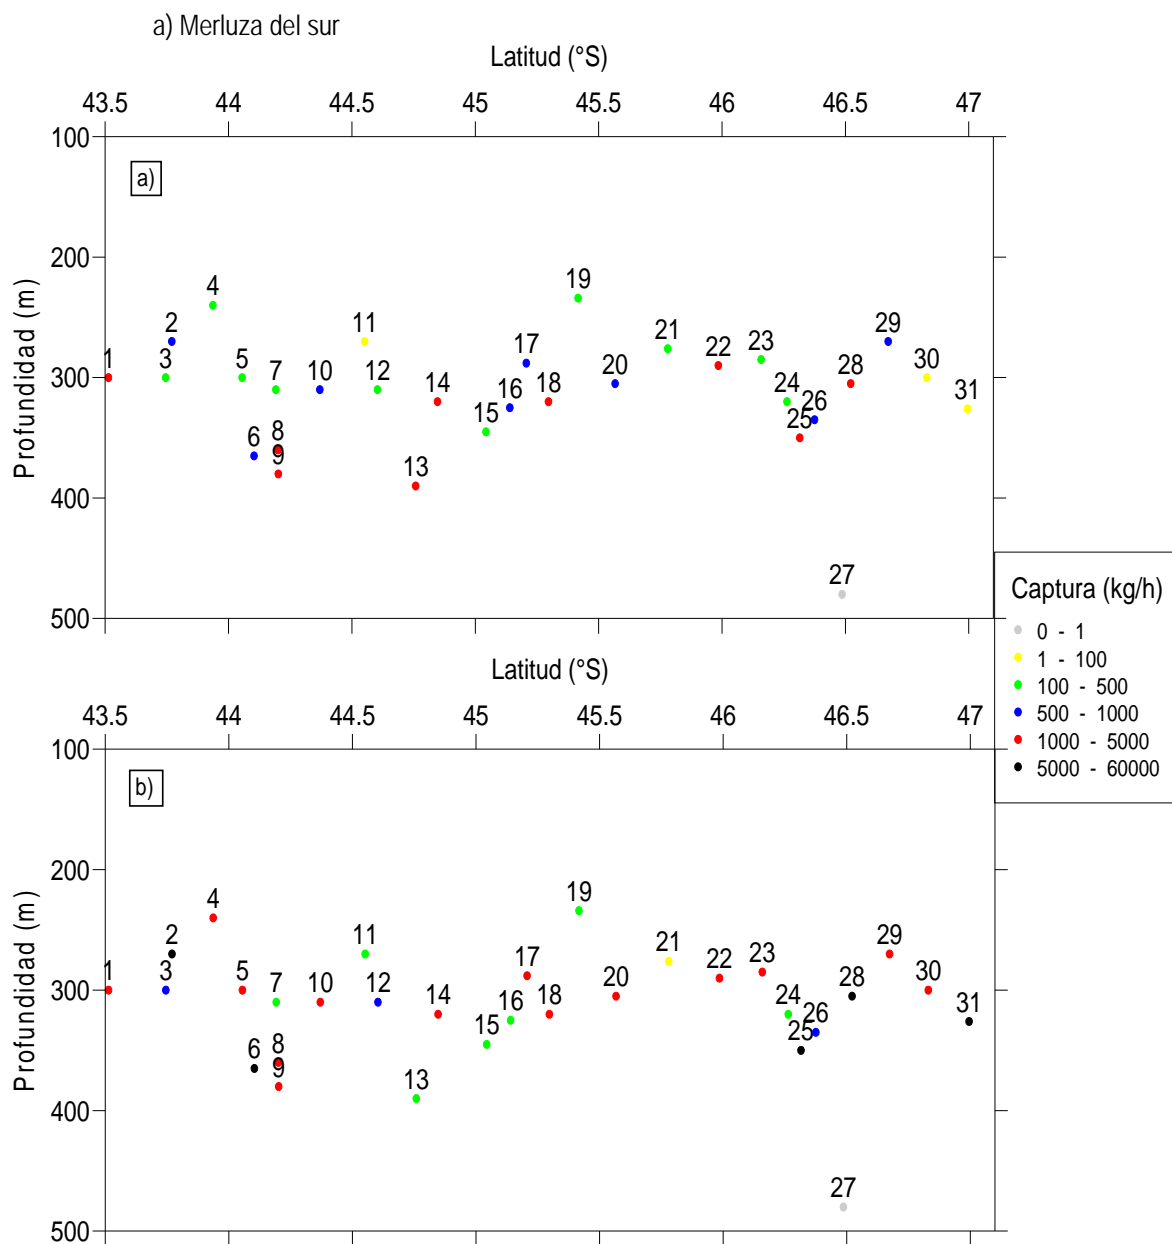 a) Merluza del sur
Latitud (°S)
43.5 44 44.5 45 45.5 46 46.5 47
100
a)
200
19
4
2 11 17 29
21 23
1 3 5 7 10 12 20 22 28 30
300
14 16 18 24 26 31
15 25
6 8
9
13
Profundidad (m)
400
27
500
Captura (kg/h)
0 - 1
1 - 100
100 - 500
500 - 1000
1000 - 5000
5000 - 60000
Latitud (°S)
43.5 44 44.5 45 45.5 46 46.5 47
100
b)
200
19
4
2 11 17 29
21 23
1 3 5 7 10 12 20 22 28 30
300
14 16 18 24 26 31
15 25
6 8
9
13
Profundidad (m)
400
27
500